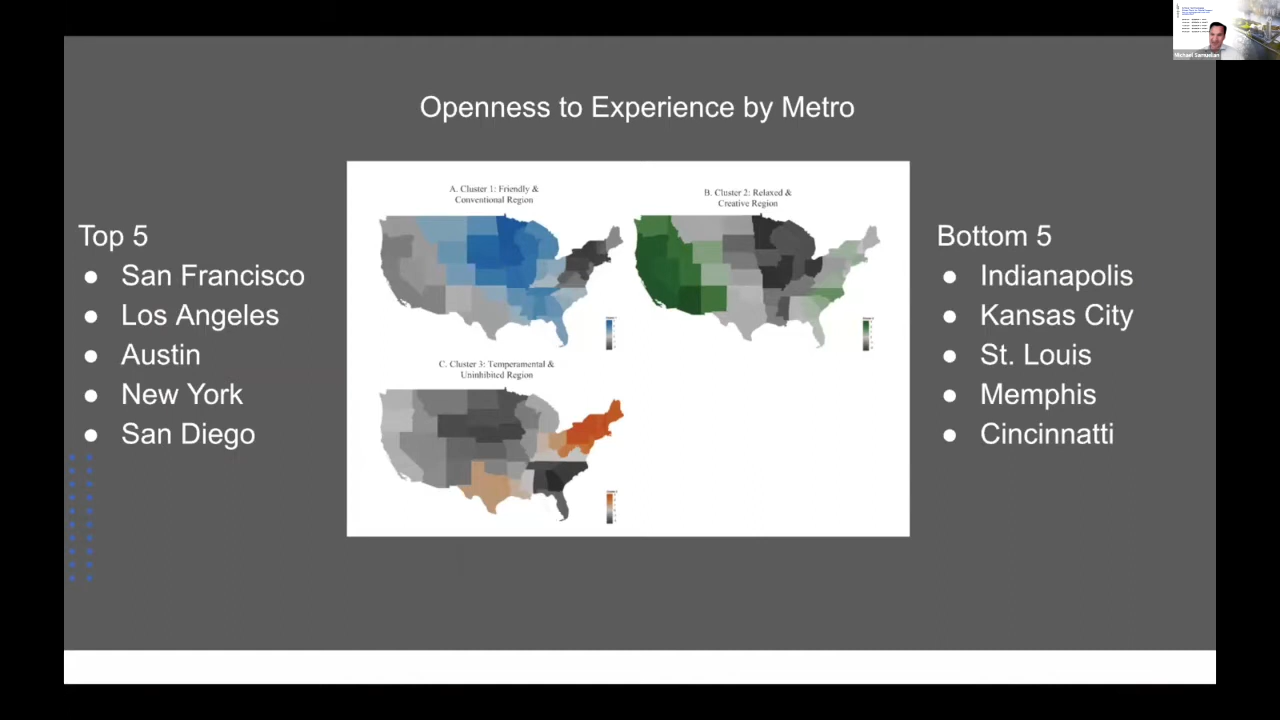 Michael Samuelian
Openness to Experience by Metro
Top 5
San Francisco
Los Angeles
Austin
New York
San Diego
A. Cluster 1: Friendly &
Conventional Region
B. Cluster 2: Relaxed &
Creative Region
C. Cluster 3: Temperamental &
Uninhibited Region
Bottom 5
Indianapolis
Kansas City
St. Louis
Memphis
Cincinnatti